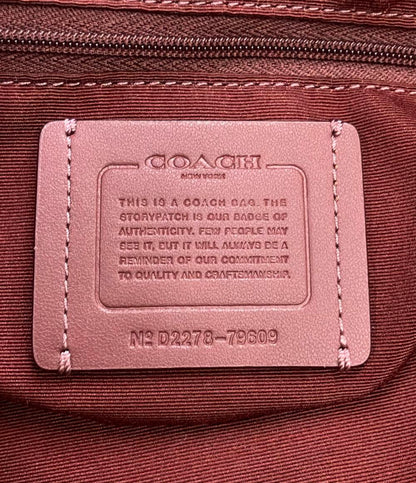 COACH
NEW YORK
THIS IS A COACH BAG. THE
STORYPATCH IS OUR BADGE OF
AUTHENTICITY. FEW PEOPLE MAY
SEE IT, BUT IT WILL ALWAYS BE A
REMINDER OF OUR COMMITMENT
TO QUALITY AND CRAFTSMANSHIP.
Nº D2278-79609